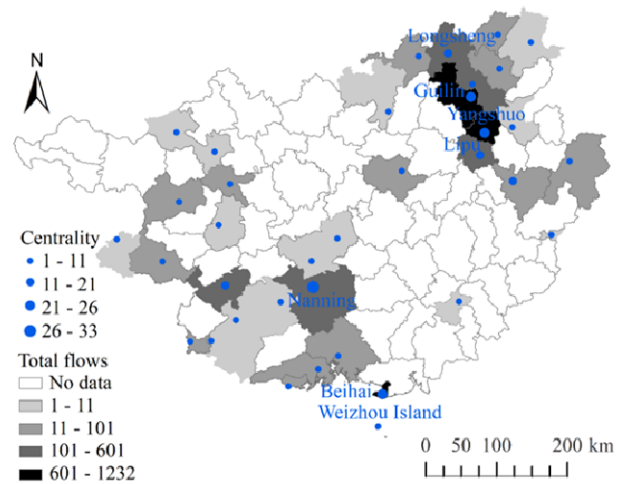 N
Longsheng
Guilin
Yangshuo
Lipu
Centrality
1 - 11
11 - 21
21 - 26
26 - 33
Nanning
Total flows
No data
1 - 11
11 - 101
101 - 601
601 - 1232
Beihai
Weizhou Island
0 50 100 200 km